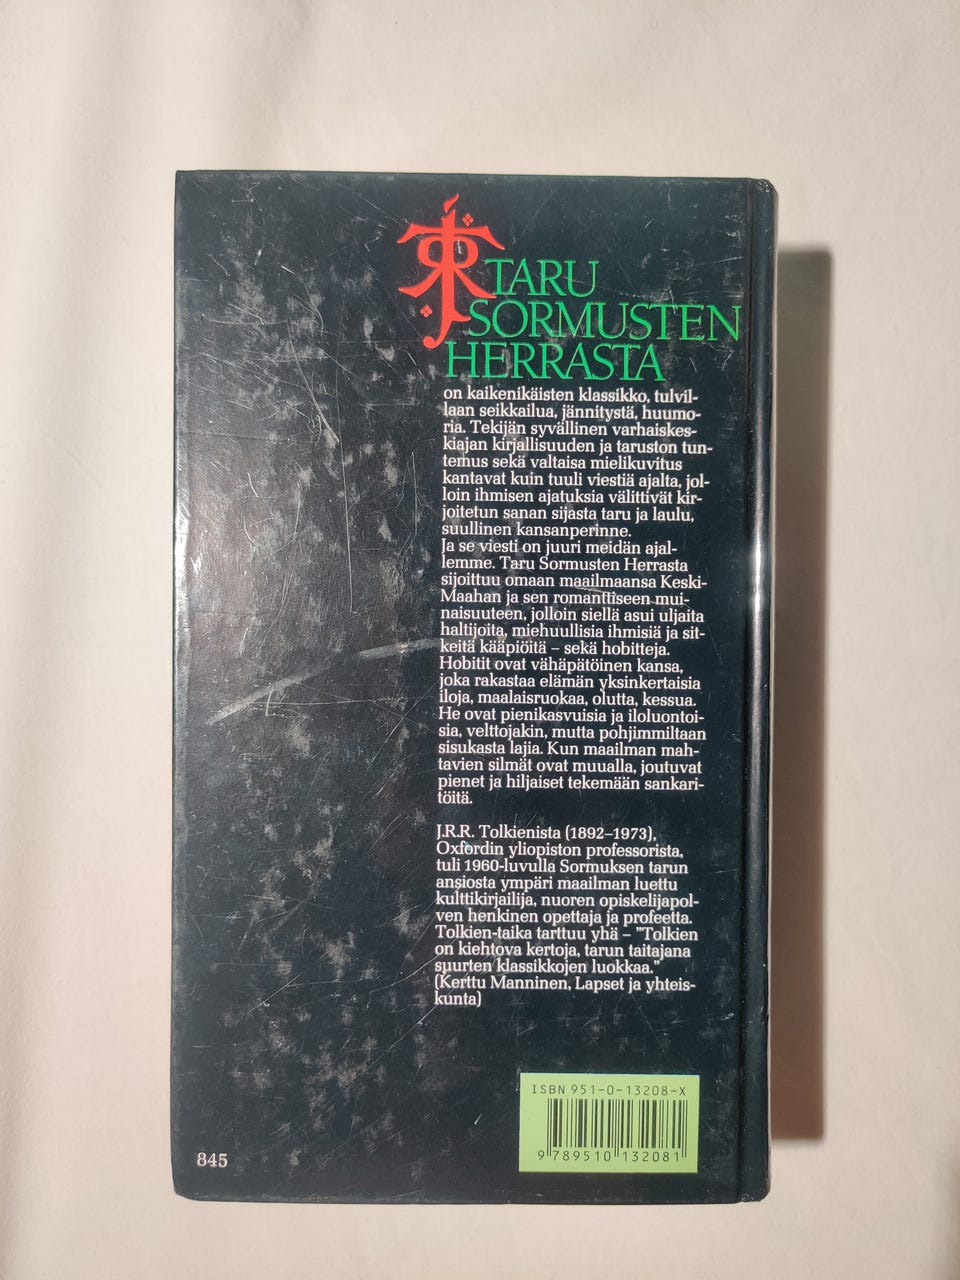 TARU
SORMUSTEN
HERRASTA
on kaikenikäisten klassikko, tulvil-
laan seikkailua, jännitystä, huumo-
ria. Tekijän syvällinen varhaiskes-
kiajan kirjallisuuden ja taruston tun-
temus sekä valtaisa mielikuvitus
kantavat kuin tuuli viestiä ajalta, jol-
loin ihmisen ajatuksia välittivät kir-
joitetun sanan sijasta taru ja laulu,
suullinen kansanperinne.
Ja se viesti on juuri meidän ajal-
lemme. Taru Sormusten Herrasta
sijoittuu omaan maailmaansa Keski-
Maahan ja sen romanttiseen mui-
naisuuteen, jolloin siellä asui uljaita
haltijoita, miehuullisia ihmisiä ja sit-
keitä kääpiöitä – sekä hobitteja.
Hobitit ovat vähäpätöinen kansa,
joka rakastaa elämän yksinkertaisia
iloja, maalaisruokaa, olutta, kessua.
He ovat pienikasvuisia ja iloluontoi-
sia, velttojakin, mutta pohjimmiltaan
sisukasta lajia. Kun maailman mah-
tavien silmät ovat muualla, joutuvat
pienet ja hiljaiset tekemään sankari-
töitä.
J.R.R. Tolkienista (1892–1973),
Oxfordin yliopiston professorista,
tuli 1960-luvulla Sormuksen tarun
ansiosta ympäri maailman luettu
kulttikirjailija, nuoren opiskelijapol-
ven henkinen opettaja ja profeetta.
Tolkien-taika tarttuu yhä – "Tolkien
on kiehtova kertoja, tarun taitajana
suurten klassikkojen luokkaa."
(Kerttu Manninen, Lapset ja yhteis-
kunta)
ISBN 951-0-13208-X
9 789510 132081
845